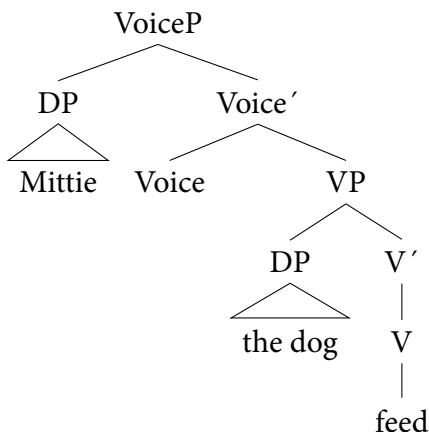 VoiceP
DP Voice´
Mittie Voice VP
DP V´
the dog V
feed